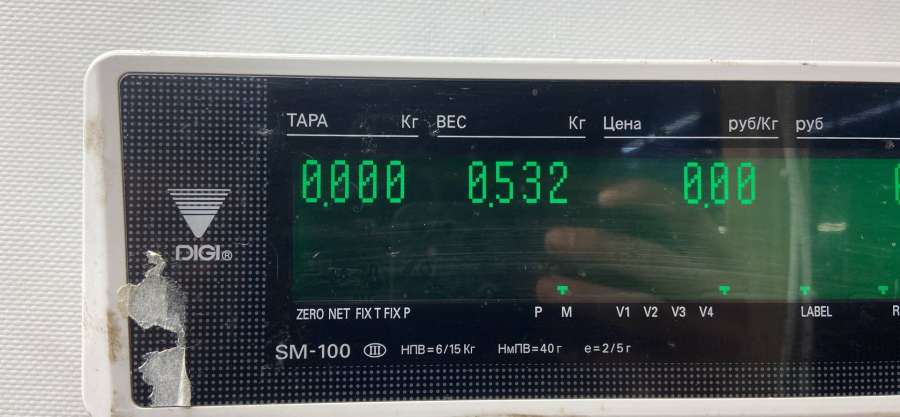 ТАРА Кг ВЕС Кг Цена руб/Кг руб
0.000 0.532 0.00
DIGI®
ZERO NET FIX T FIX P P M V1 V2 V3 V4 LABEL
SM-100 III НПВ=6/15 Кг НмПВ=40 г e=2/5 г